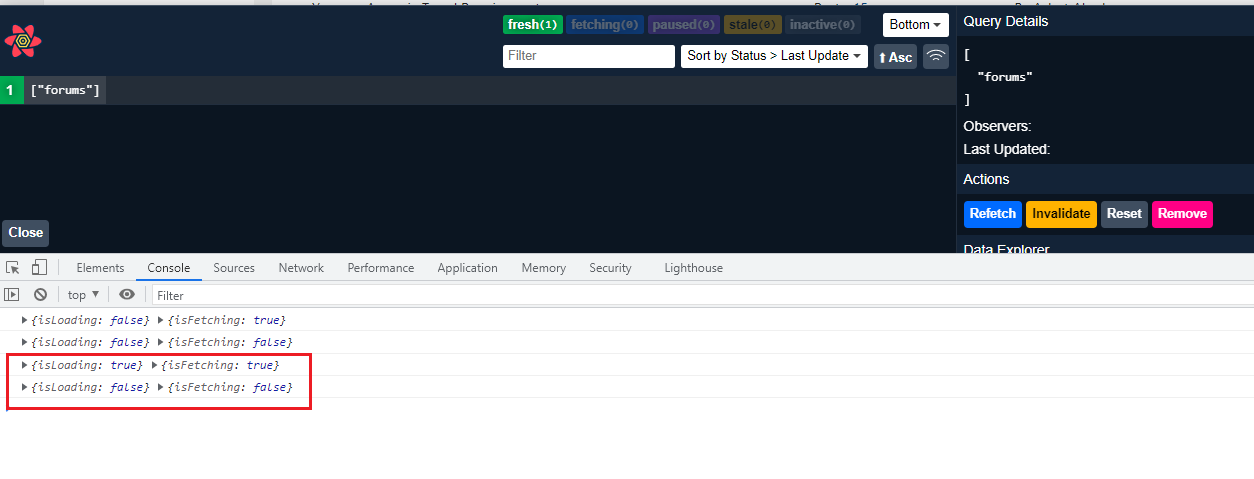 fresh(1) fetching(0) paused(0) stale(0) inactive(0) Bottom
Filter Sort by Status > Last Update Asc
1 ["forums"]
Close
Query Details
[
"forums"
]
Observers:
Last Updated:
Actions
Refetch Invalidate Reset Remove
Data Explorer
Elements Console Sources Network Performance Application Memory Security Lighthouse
top Filter
{isLoading: false} {isFetching: true}
{isLoading: false} {isFetching: false}
{isLoading: true} {isFetching: true}
{isLoading: false} {isFetching: false}